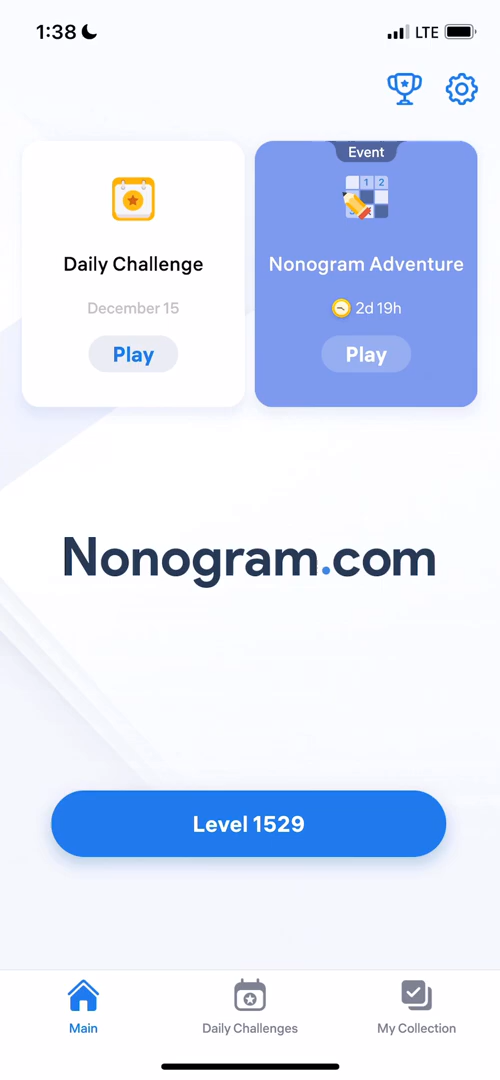 1:38
LTE
Event
1 2
Daily Challenge
Nonogram Adventure
December 15
2d 19h
Play
Play
Nonogram.com
Level 1529
Main
Daily Challenges
My Collection